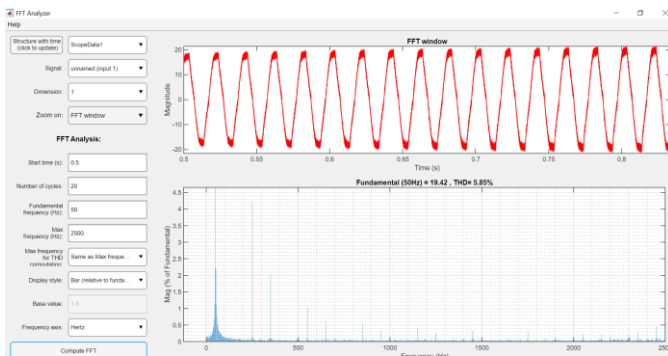 FFT Analyzer
Help
Structure with time
(click to update)
ScopeData1
Signal:
unnamed (input 1)
Dimension:
1
Zoom on:
FFT window
FFT Analysis:
Start time (s):
0.5
Number of cycles:
20
Fundamental
frequency (Hz):
50
Max
frequency (Hz):
2500
Max frequency
for THD
computation:
Same as Max freque...
Display style:
Bar (relative to funda...
Base value:
1.0
Frequency axis:
Hertz
Compute FFT
FFT window
Magnitude
20
10
0
-10
-20
0.5
0.55
0.6
0.65
0.7
0.75
0.8
Time (s)
Fundamental (50Hz) = 19.42 , THD= 5.85%
Mag (% of Fundamental)
4.5
4
3.5
3
2.5
2
1.5
1
0.5
0
0
500
1000
1500
2000
250
Frequency (Hz)